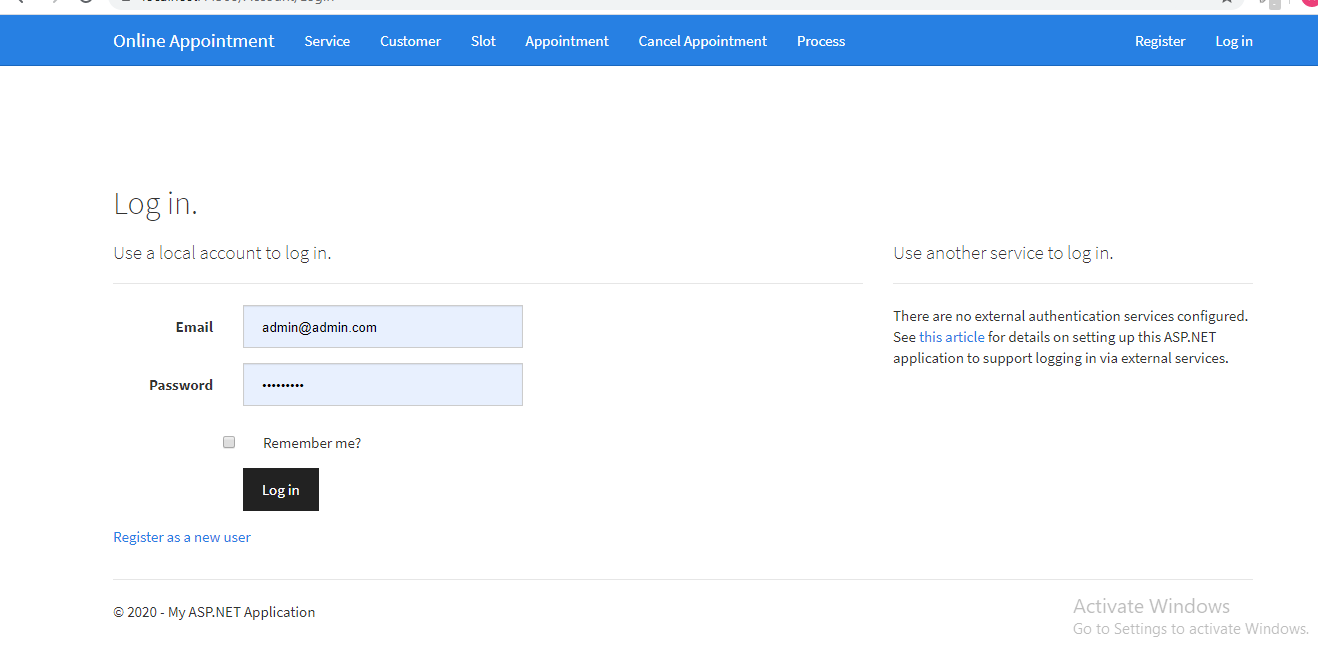 Online Appointment Service Customer Slot Appointment Cancel Appointment Process Register Log in
Log in.
Use a local account to log in.
Email admin@admin.com
Password •••••••••
Remember me?
Log in
Register as a new user
Use another service to log in.
There are no external authentication services configured.
See this article for details on setting up this ASP.NET
application to support logging in via external services.
© 2020 - My ASP.NET Application
Activate Windows
Go to Settings to activate Windows.